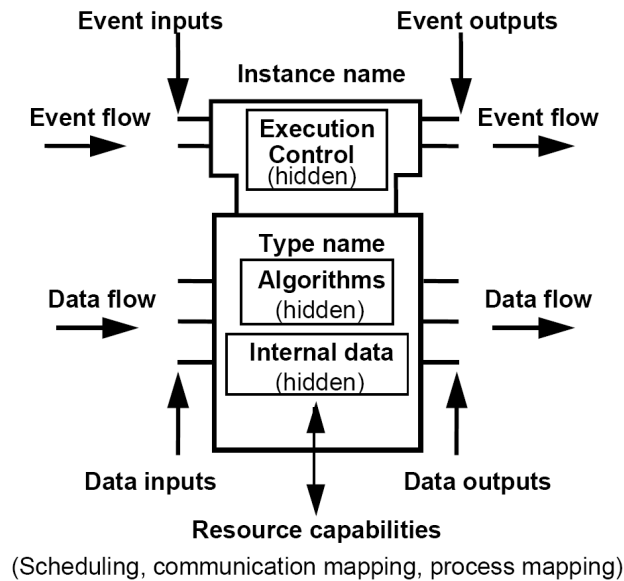 Event inputs
Event outputs
Instance name
Event flow
Execution
Control
(hidden)
Event flow
Type name
Algorithms
(hidden)
Data flow
Data flow
Internal data
(hidden)
Data inputs
Data outputs
Resource capabilities
(Scheduling, communication mapping, process mapping)